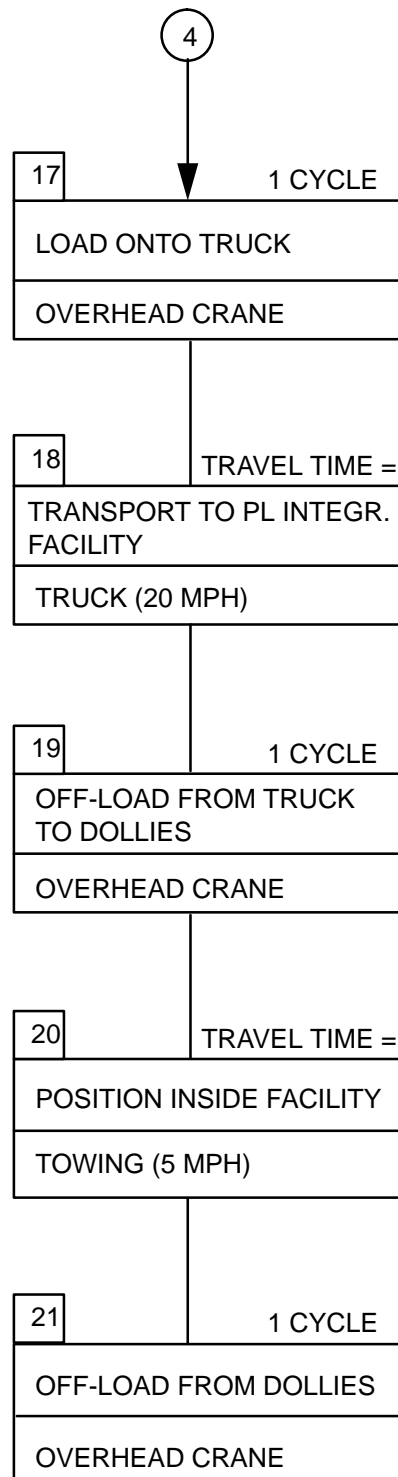 4
17
1 CYCLE
LOAD ONTO TRUCK
OVERHEAD CRANE
18
TRAVEL TIME =
TRANSPORT TO PL INTEGR.
FACILITY
TRUCK (20 MPH)
19
1 CYCLE
OFF-LOAD FROM TRUCK
TO DOLLIES
OVERHEAD CRANE
20
TRAVEL TIME =
POSITION INSIDE FACILITY
TOWING (5 MPH)
21
1 CYCLE
OFF-LOAD FROM DOLLIES
OVERHEAD CRANE